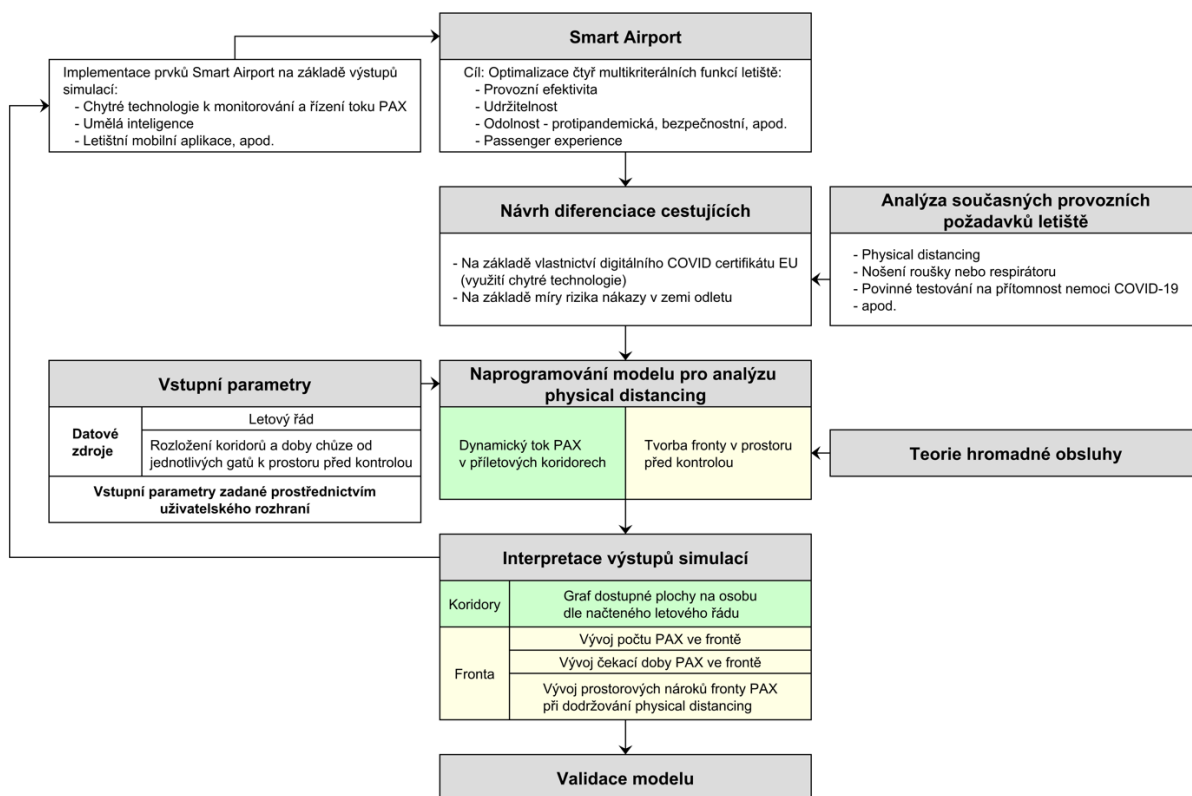 Smart Airport
Implementace prvků Smart Airport na základě výstupů
simulací:
- Chytré technologie k monitorování a řízení toku PAX
- Umělá inteligence
- Letištní mobilní aplikace, apod.
Cíl: Optimalizace čtyř multikriterálních funkcí letiště:
- Provozní efektivita
- Udržitelnost
- Odolnost - protipandemická, bezpečnostní, apod.
- Passenger experience
Návrh diferenciace cestujících
- Na základě vlastnictví digitálního COVID certifikátu EU
(využití chytré technologie)
- Na základě míry rizika nákazy v zemi odletu
Analýza současných provozních
požadavků letiště
- Physical distancing
- Nošení roušky nebo respirátoru
- Povinné testování na přítomnost nemoci COVID-19
- apod.
Vstupní parametry
Datové
zdroje
Letový řád
Rozložení koridorů a doby chůze od
jednotlivých gatů k prostoru před kontrolou
Vstupní parametry zadané prostřednictvím
uživatelského rozhraní
Naprogramování modelu pro analýzu
physical distancing
Dynamický tok PAX
v příletových koridorech
Tvorba fronty v prostoru
před kontrolou
Teorie hromadné obsluhy
Interpretace výstupů simulací
Koridory
Graf dostupné plochy na osobu
dle načteného letového řádu
Fronta
Vývoj počtu PAX ve frontě
Vývoj čekací doby PAX ve frontě
Vývoj prostorových nároků fronty PAX
při dodržování physical distancing
Validace modelu